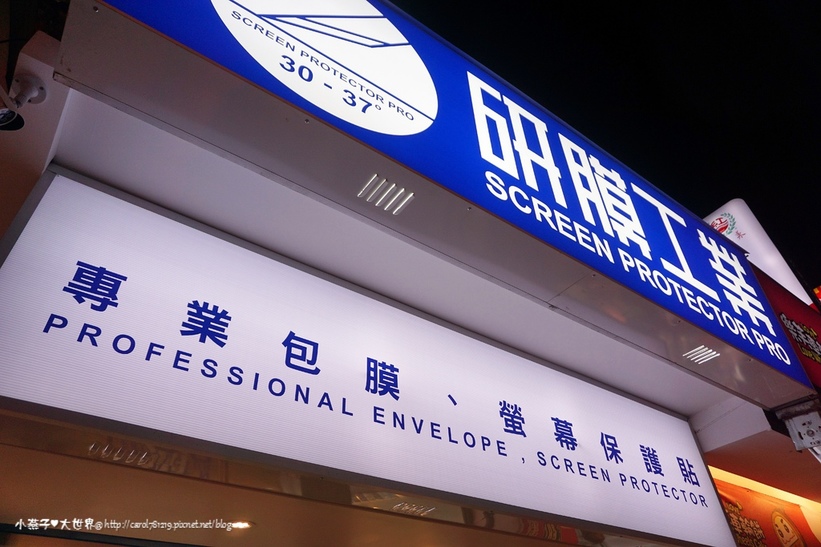 SCREEN PROTECTOR PRO
30 - 37°
研膜工業
SCREEN PROTECTOR PRO
專業包膜、螢幕保護貼
PROFESSIONAL ENVELOPE , SCREEN PROTECTOR
小燕子♥大世界@http://carol781219.pixnet.net/blog